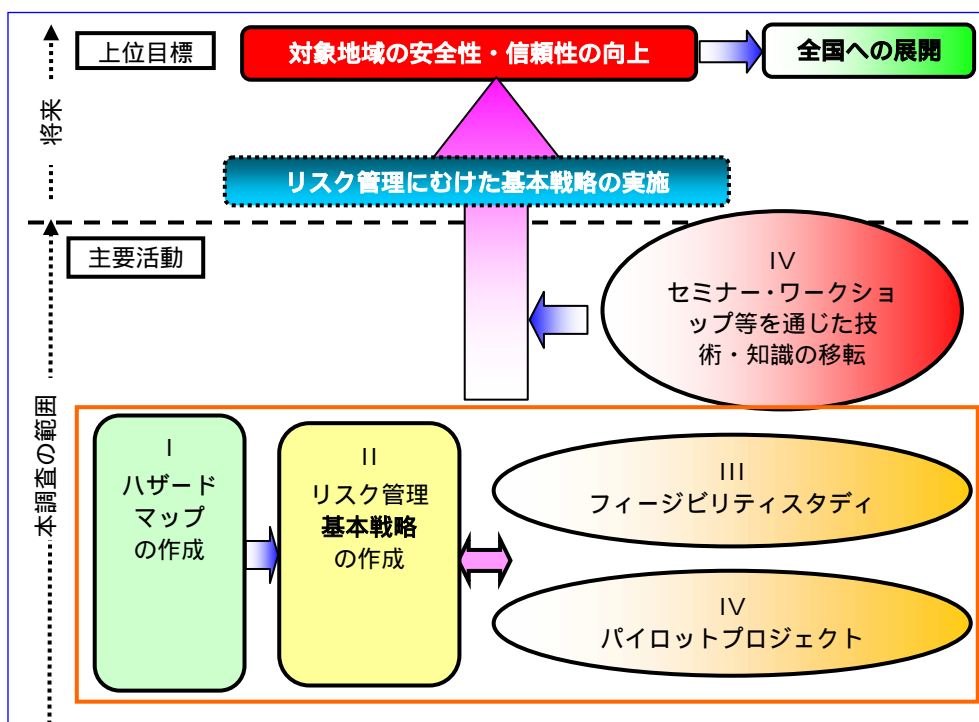 上位目標
対象地域の安全性・信頼性の向上
全国への展開
将来
リスク管理にむけた基本戦略の実施
主要活動
IV
セミナー・ワークショ
ップ等を通じた技
術・知識の移転
本調査の範囲
I
ハザード
マップ
の作成
II
リスク管理
基本戦略
の作成
III
フィージビリティスタディ
IV
パイロットプロジェクト